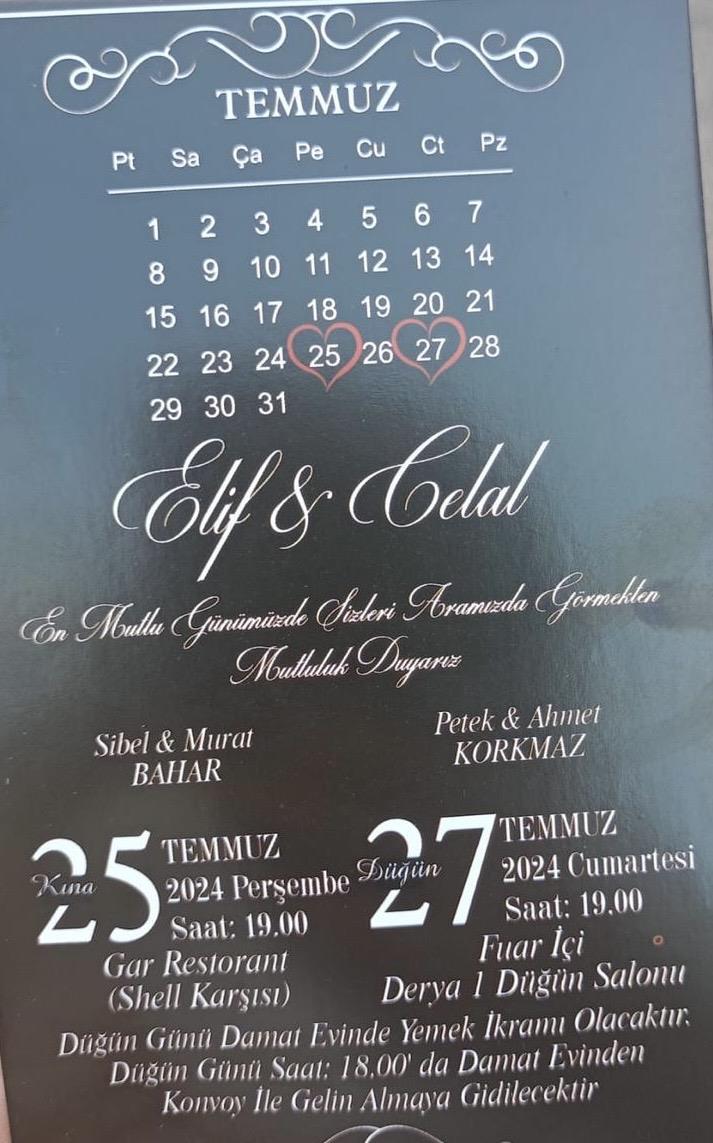 TEMMUZ
Pt Sa Ça Pe Cu Ct Pz
1 2 3 4 5 6 7
8 9 10 11 12 13 14
15 16 17 18 19 20 21
22 23 24 25 26 27 28
29 30 31
Elif & Celal
En Mutlu Günümüzde Sizleri Aramızda Görmekten
Mutluluk Duyarız
Sibel & Murat
BAHAR
Petek & Ahmet
KORKMAZ
Kına
25 TEMMUZ
2024 Perşembe
Saat: 19.00
Gar Restorant
(Shell Karşısı)
Düğün
27 TEMMUZ
2024 Cumartesi
Saat: 19.00
Fuar İçi
Derya 1 Düğün Salonu
Düğün Günü Damat Evinde Yemek İkramı Olacaktır.
Düğün Günü Saat: 18.00' da Damat Evinden
Konvoy İle Gelin Almaya Gidilecektir